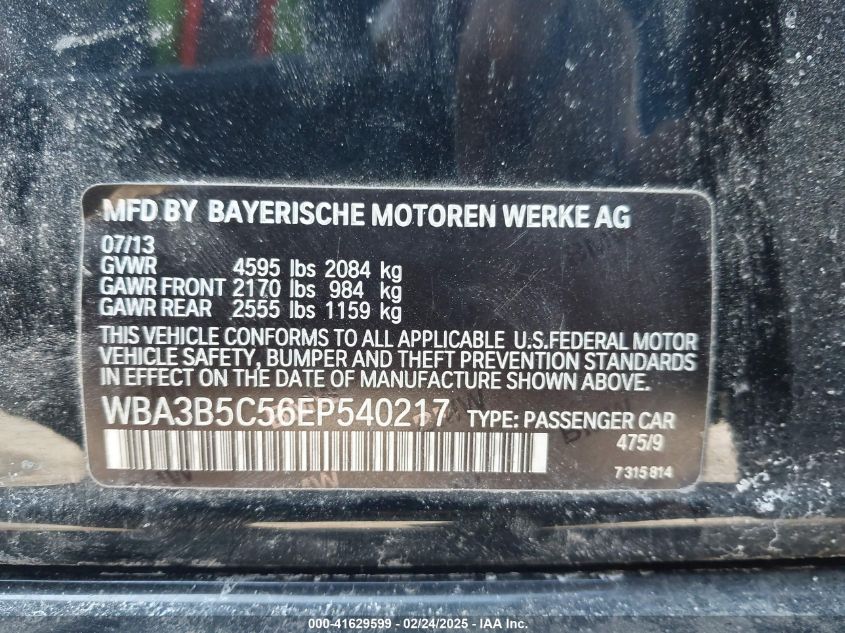 MFD BY BAYERISCHE MOTOREN WERKE AG
07/13
GVWR 4595 lbs 2084 kg
GAWR FRONT 2170 lbs 984 kg
GAWR REAR 2555 lbs 1159 kg
THIS VEHICLE CONFORMS TO ALL APPLICABLE U.S.FEDERAL MOTOR
VEHICLE SAFETY, BUMPER AND THEFT PREVENTION STANDARDS
IN EFFECT ON THE DATE OF MANUFACTURE SHOWN ABOVE.
WBA3B5C56EP540217 TYPE: PASSENGER CAR
475/9
7 315 814
000-41629599 - 02/24/2025 - IAA Inc.